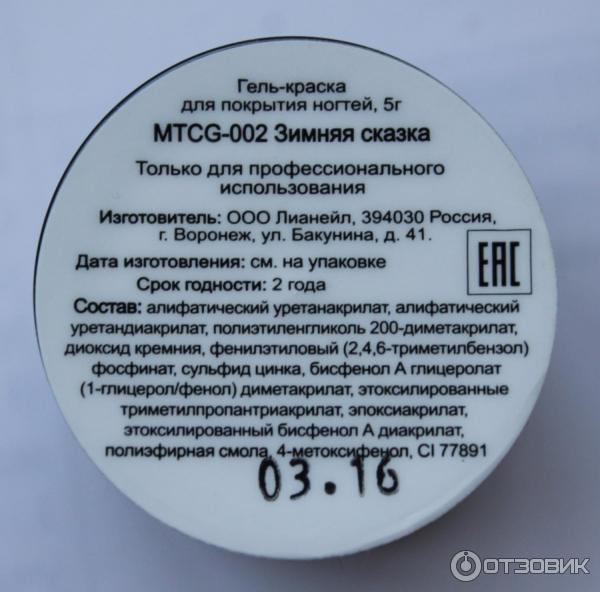 Гель-краска
для покрытия ногтей, 5г
MTCG-002 Зимняя сказка
Только для профессионального
использования
Изготовитель: ООО Лианейл, 394030 Россия,
г. Воронеж, ул. Бакунина, д. 41.
Дата изготовления: см. на упаковке
Срок годности: 2 года
EAC
Состав: алифатический уретанакрилат, алифатический
уретандиакрилат, полиэтиленгликоль 200-диметакрилат,
диоксид кремния, фенилэтиловый (2,4,6-триметилбензол)
фосфинат, сульфид цинка, бисфенол А глицеролат
(1-глицерол/фенол) диметакрилат, этоксилированные
триметилпропантриакрилат, эпоксиакрилат,
этоксилированный бисфенол А диакрилат,
полиэфирная смола, 4-метоксифенол, CI 77891
03.16
ОТЗОВИК